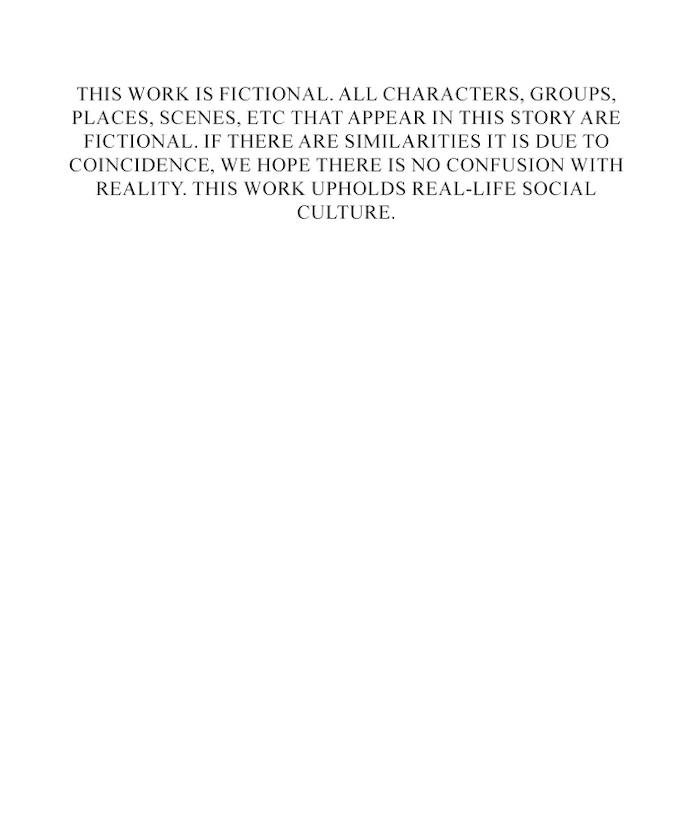 THIS WORK IS FICTIONAL. ALL CHARACTERS, GROUPS,
PLACES, SCENES, ETC THAT APPEAR IN THIS STORY ARE
FICTIONAL. IF THERE ARE SIMILARITIES IT IS DUE TO
COINCIDENCE, WE HOPE THERE IS NO CONFUSION WITH
REALITY. THIS WORK UPHOLDS REAL-LIFE SOCIAL
CULTURE.